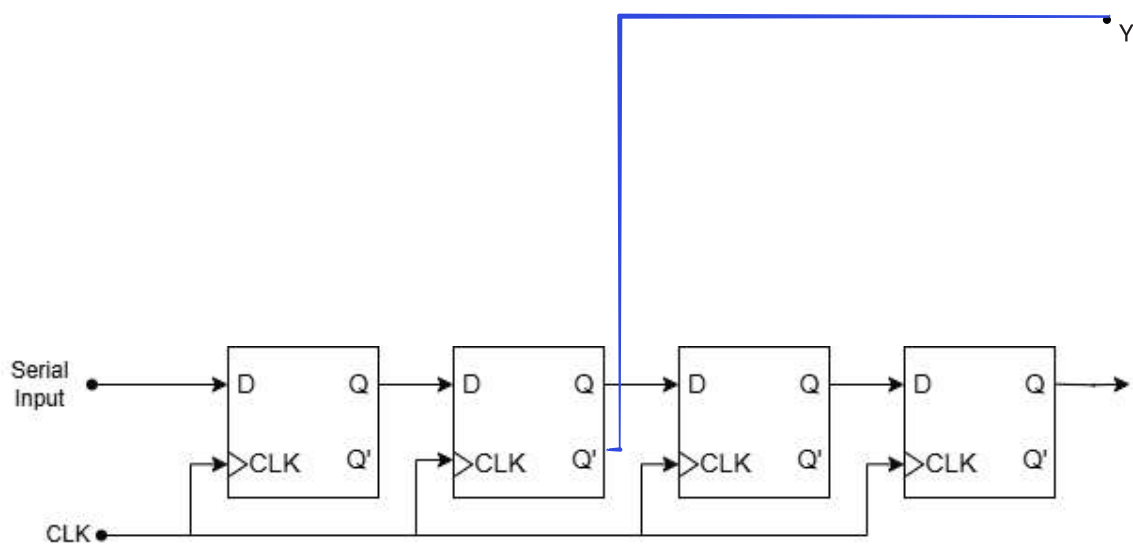 Y
Serial
Input
D Q
CLK Q'
D Q
CLK Q'
D Q
CLK Q'
D Q
CLK Q'
CLK